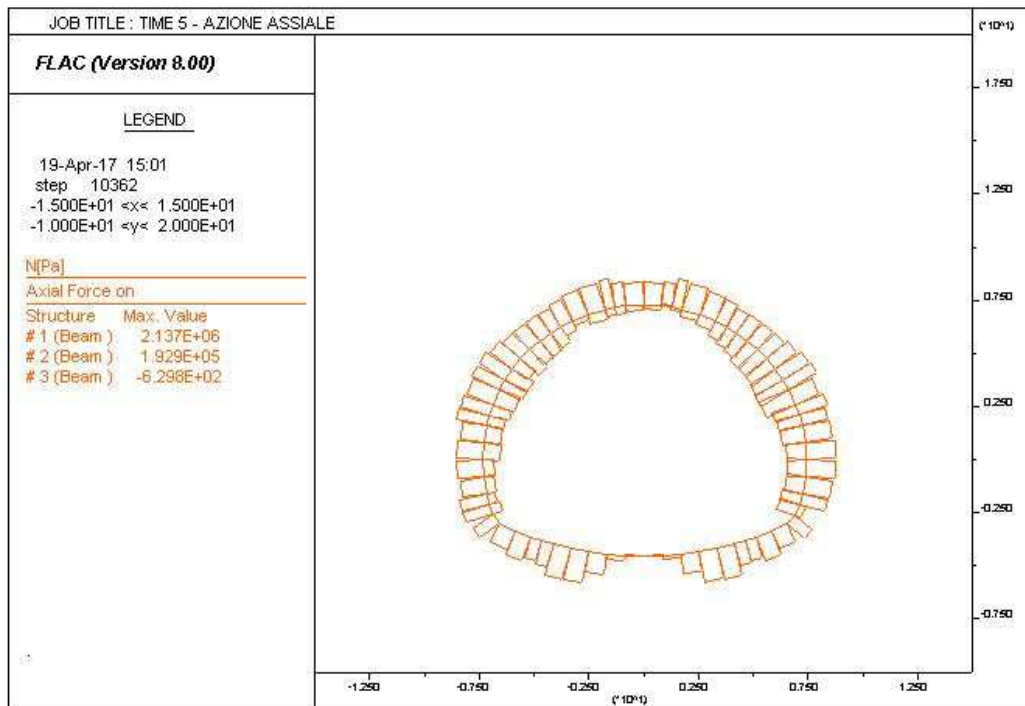 JOB TITLE : TIME 5 - AZIONE ASSIALE
(*10^1)
FLAC (Version 8.00)
LEGEND
19-Apr-17 15:01
step 10362
-1.500E+01 <x< 1.500E+01
-1.000E+01 <y< 2.000E+01
N[Pa]
Axial Force on
Structure Max. Value
# 1 (Beam ) 2.137E+06
# 2 (Beam ) 1.929E+05
# 3 (Beam ) -6.298E+02
1.750
1.250
0.750
0.250
-0.250
-0.750
-1.250 -0.750 -0.250 0.250 0.750 1.250
(*10^1)